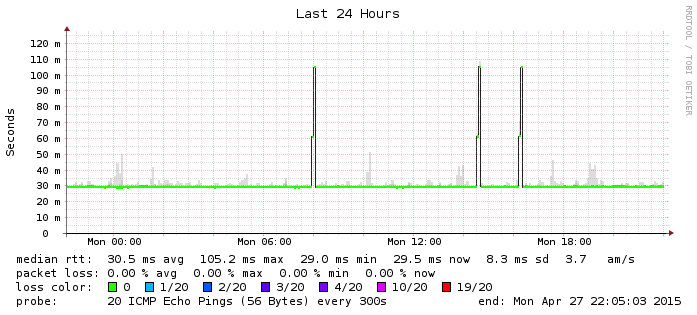 Last 24 Hours
RRDTOOL / TOBI OETIKER
Seconds
120 m
110 m
100 m
90 m
80 m
70 m
60 m
50 m
40 m
30 m
20 m
10 m
0
Mon 00:00 Mon 06:00 Mon 12:00 Mon 18:00
median rtt: 30.5 ms avg 105.2 ms max 29.0 ms min 29.5 ms now 8.3 ms sd 3.7 am/s
packet loss: 0.00 % avg 0.00 % max 0.00 % min 0.00 % now
loss color: 0 1/20 2/20 3/20 4/20 10/20 19/20
probe: 20 ICMP Echo Pings (56 Bytes) every 300s end: Mon Apr 27 22:05:03 2015